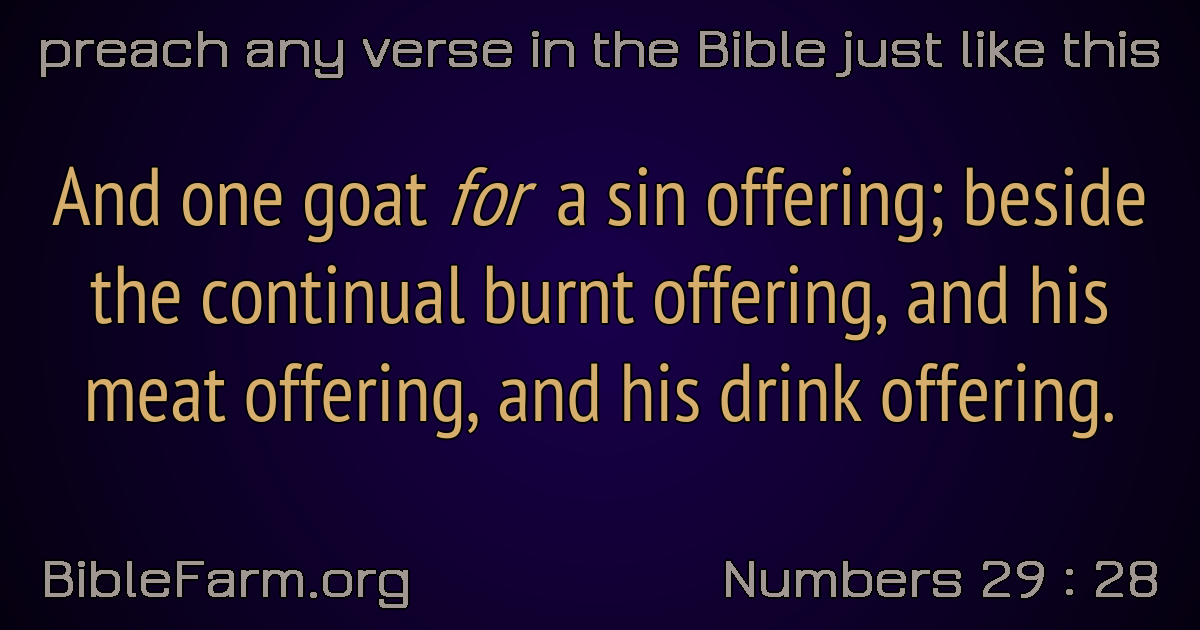 preach any verse in the Bible just like this
And one goat for a sin offering; beside
the continual burnt offering, and his
meat offering, and his drink offering.
BibleFarm.org
Numbers 29 : 28